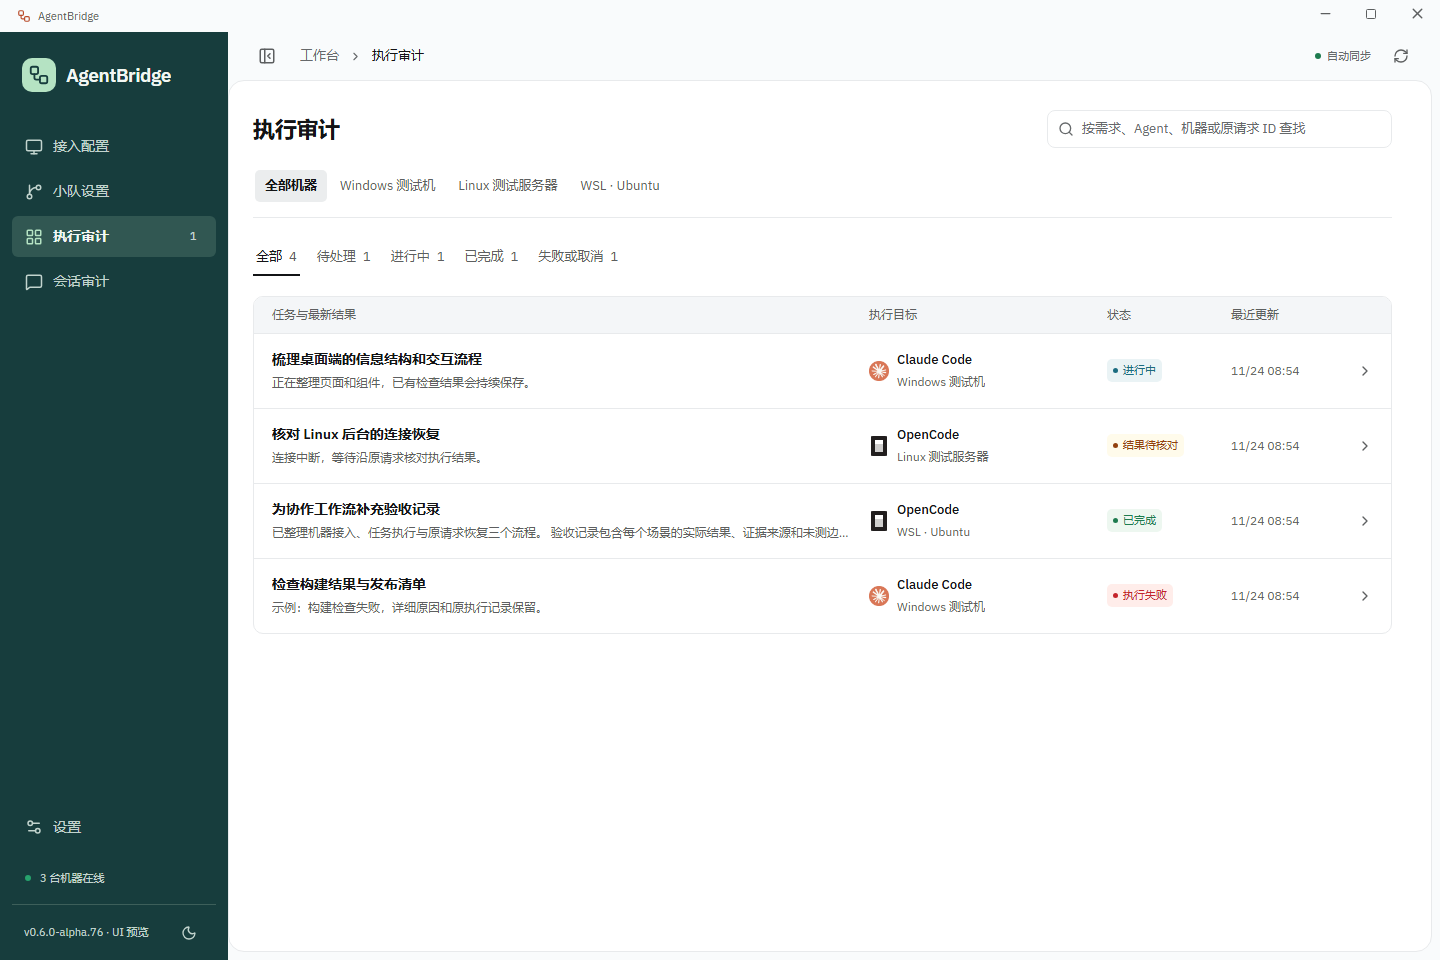 AgentBridge
AgentBridge
接入配置
小队设置
执行审计 1
会话审计
设置
3 台机器在线
v0.6.0-alpha.76 · UI 预览
工作台 > 执行审计
自动同步
执行审计
按需求、Agent、机器或原请求 ID 查找
全部机器 Windows 测试机 Linux 测试服务器 WSL · Ubuntu
全部 4 待处理 1 进行中 1 已完成 1 失败或取消 1
任务与最新结果 执行目标 状态 最近更新
梳理桌面端的信息结构和交互流程
正在整理页面和组件，已有检查结果会持续保存。
Claude Code
Windows 测试机
进行中
11/24 08:54
核对 Linux 后台的连接恢复
连接中断，等待沿原请求核对执行结果。
OpenCode
Linux 测试服务器
结果待核对
11/24 08:54
为协作工作流补充验收记录
已整理机器接入、任务执行与原请求恢复三个流程。 验收记录包含每个场景的实际结果、证据来源和未测边...
OpenCode
WSL · Ubuntu
已完成
11/24 08:54
检查构建结果与发布清单
示例：构建检查失败，详细原因和原执行记录保留。
Claude Code
Windows 测试机
执行失败
11/24 08:54